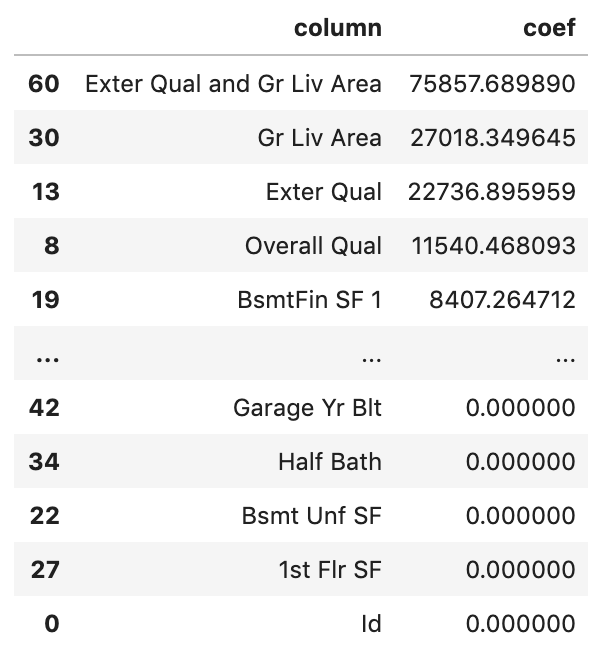 column coef
60 Exter Qual and Gr Liv Area 75857.689890
30 Gr Liv Area 27018.349645
13 Exter Qual 22736.895959
8 Overall Qual 11540.468093
19 BsmtFin SF 1 8407.264712
... ... ...
42 Garage Yr Blt 0.000000
34 Half Bath 0.000000
22 Bsmt Unf SF 0.000000
27 1st Flr SF 0.000000
0 Id 0.000000